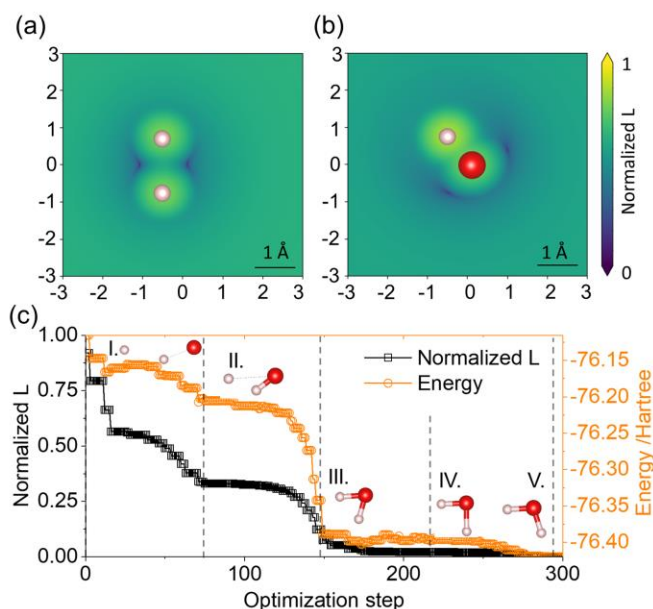 (a)
(b)
3
2
1
0
-1
-2
-3
1 Å
-3 -2 -1 0 1 2 3
3
2
1
0
-1
-2
-3
1 Å
-3 -2 -1 0 1 2 3
1
Normalized L
0
(c)
1.00
0.75
0.50
0.25
0.00
Normalized L
I.
II.
III.
IV.
V.
Normalized L
Energy
-76.15
-76.20
-76.25
-76.30
-76.35
-76.40
Energy /Hartree
0 100 200 300
Optimization step